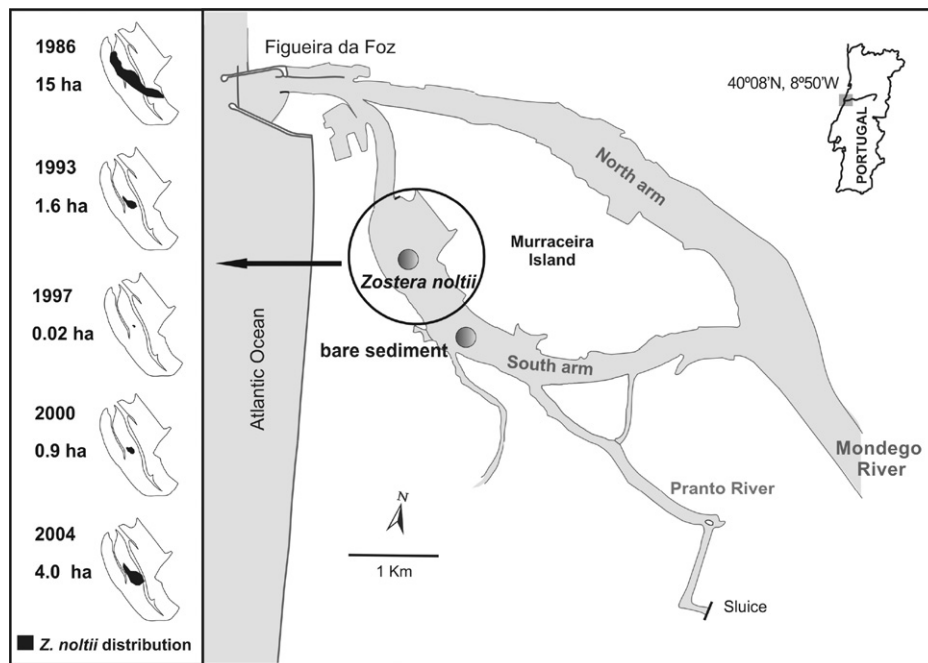 1986
15 ha
1993
1.6 ha
1997
0.02 ha
2000
0.9 ha
2004
4.0 ha
Z. noltii distribution
Figueira da Foz
40º08'N, 8º50'W
PORTUGAL
North arm
Murraceira
Island
Zostera noltii
bare sediment
South arm
Atlantic Ocean
Mondego
River
Pranto River
N
1 Km
Sluice